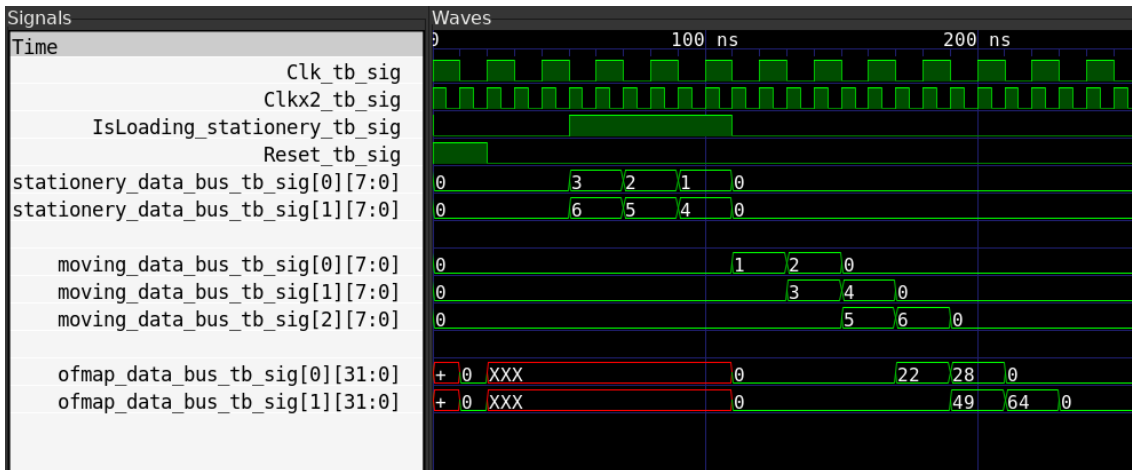 Signals Waves
Time 0 100 ns 200 ns
Clk_tb_sig
Clkx2_tb_sig
IsLoading_stationery_tb_sig
Reset_tb_sig
stationery_data_bus_tb_sig[0][7:0] 0 3 2 1 0
stationery_data_bus_tb_sig[1][7:0] 0 6 5 4 0
moving_data_bus_tb_sig[0][7:0] 0 1 2 0
moving_data_bus_tb_sig[1][7:0] 0 3 4 0
moving_data_bus_tb_sig[2][7:0] 0 5 6 0
ofmap_data_bus_tb_sig[0][31:0] + 0 XXX 0 22 28 0
ofmap_data_bus_tb_sig[1][31:0] + 0 XXX 0 49 64 0